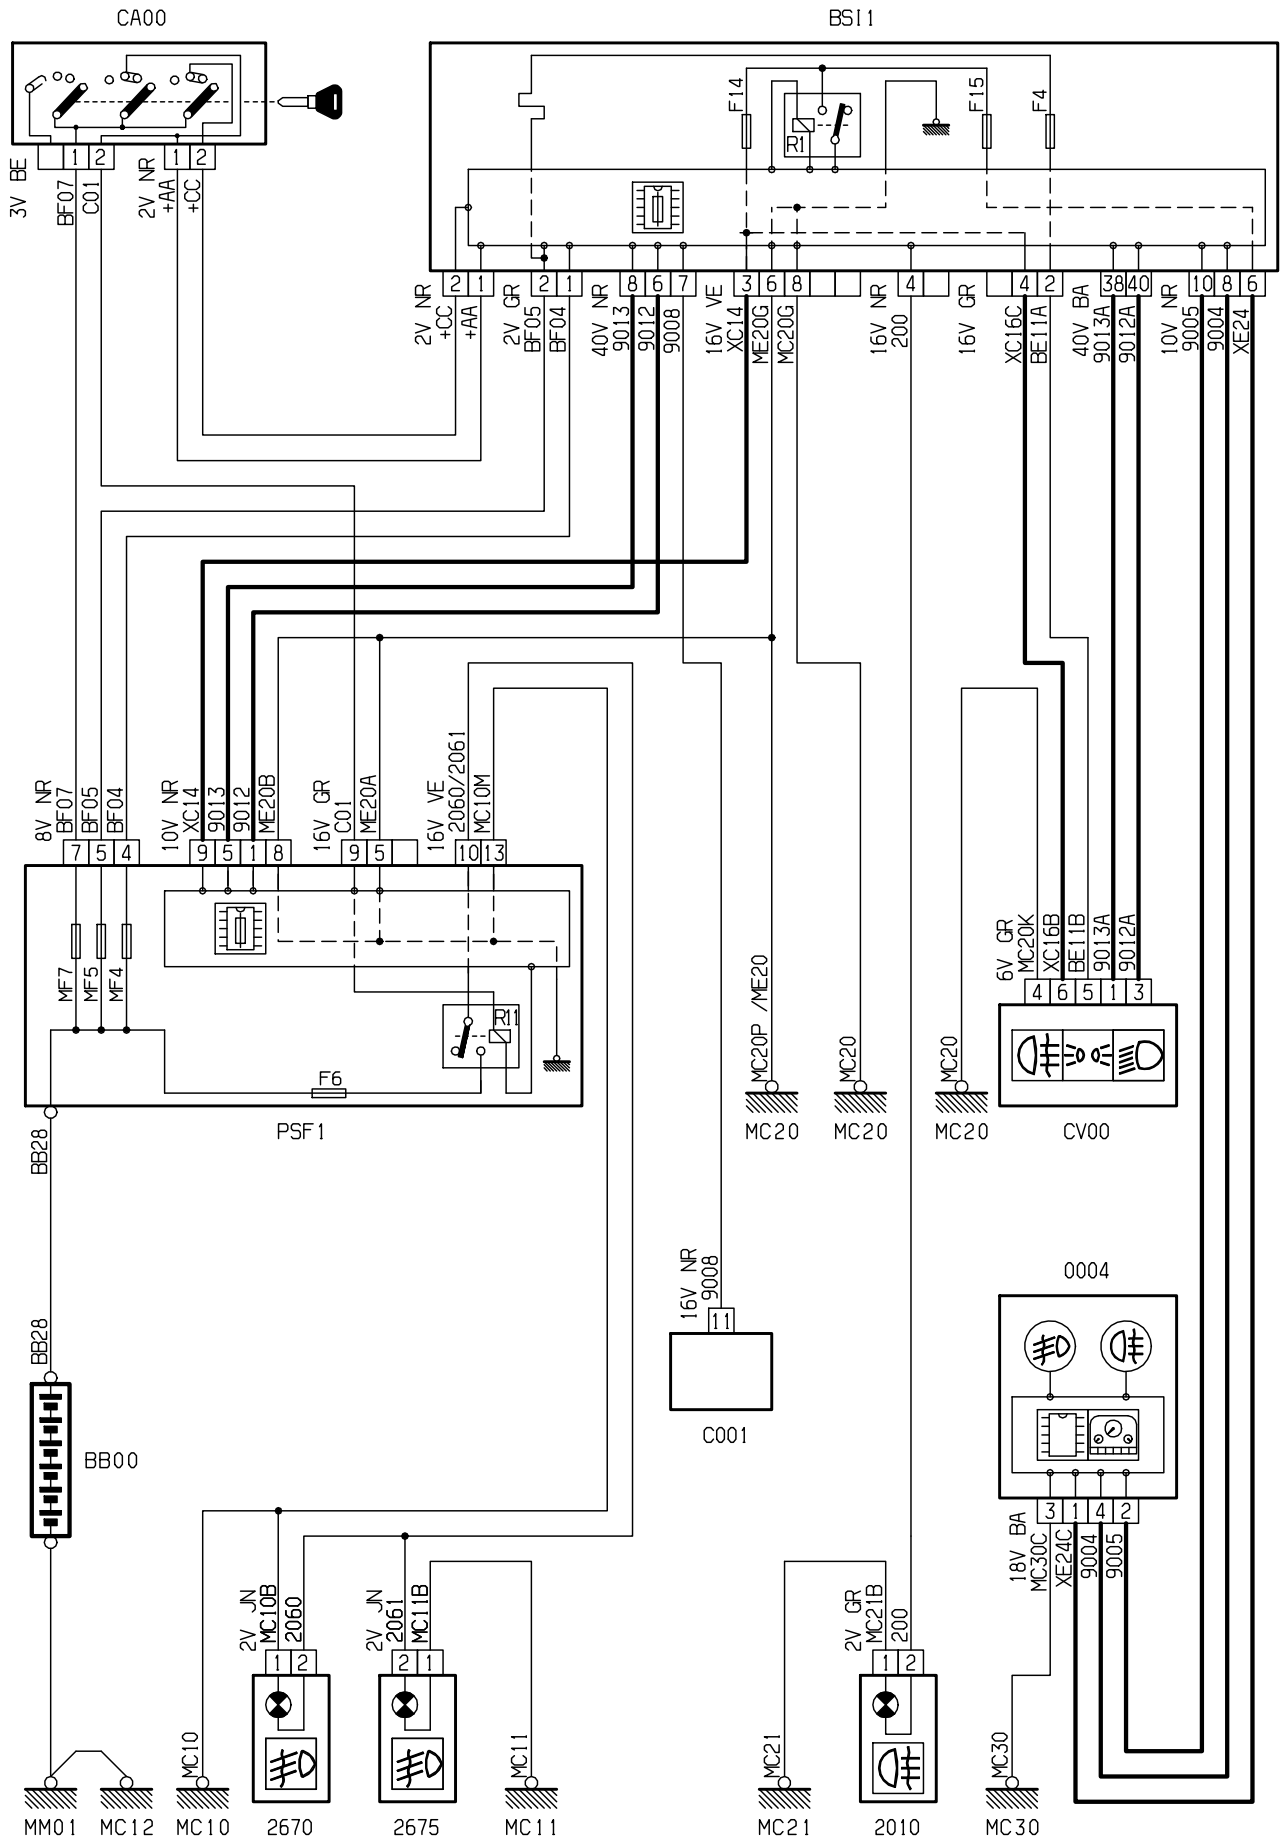 CA00
BSI1
F14
R1
F15
F4
1 2 1 2
3V BE
BF07
C01
2V NR
+AA
+CC
2 1 2 1 8 6 7 3 6 8 4 4 2 38 40 10 8 6
2V NR
+CC
+AA
2V GR
BF05
BF04
40V NR
9013
9012
9008
16V VE
XC14
ME20G
MC20G
16V NR
200
16V GR
XC16C
BE11A
40V BA
9013A
9012A
10V NR
9005
9004
XE24
8V NR
BF07
BF05
BF04
10V NR
XC14
9013
9012
ME20B
16V GR
C01
ME20A
16V VE
2060/2061
MC10M
7 5 4 9 5 1 8 9 5 10 13
MF7
MF5
MF4
R11
F6
PSF1
6V GR
MC20K
XC16B
BE11B
9013A
9012A
4 6 5 1 3
MC20P /ME20
MC20
MC20
MC20
MC20
MC20
CV00
BB28
BB28
BB00
16V NR
9008
11
C001
0004
3 1 4 2
18V BA
MC30C
XE24C
9004
9005
2V JN
MC10B
2060
1 2
2V JN
2061
MC11B
2 1
2V GR
MC21B
200
1 2
MC10
MC11
MC21
MC30
MM01
MC12
MC10
2670
2675
MC11
MC21
2010
MC30